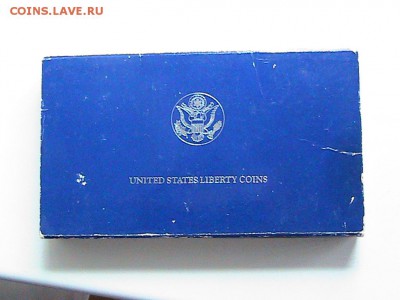 COINS.LAVE.RU
UNITED STATES LIBERTY COINS